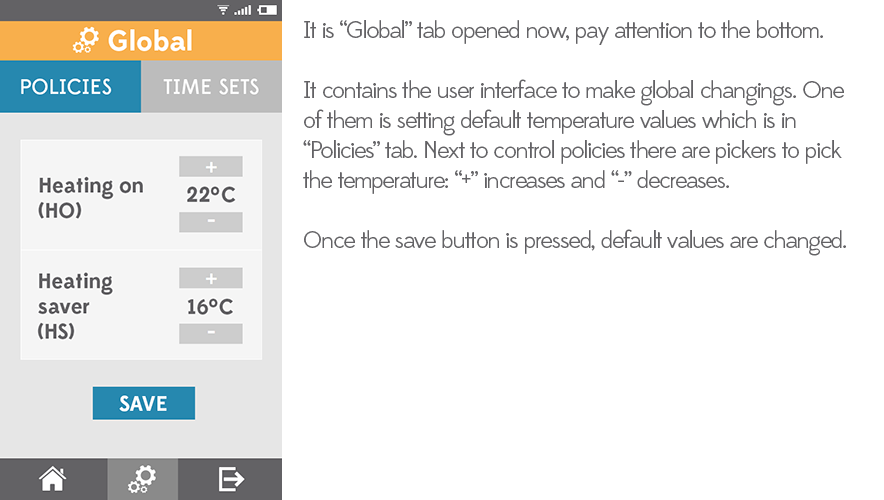 Global
POLICIES
TIME SETS
Heating on
(HO)
+
22°C
-
Heating
saver
(HS)
+
16°C
-
SAVE
It is “Global” tab opened now, pay attention to the bottom.
It contains the user interface to make global changings. One
of them is setting default temperature values which is in
“Policies” tab. Next to control policies there are pickers to pick
the temperature: “+” increases and “-” decreases.
Once the save button is pressed, default values are changed.